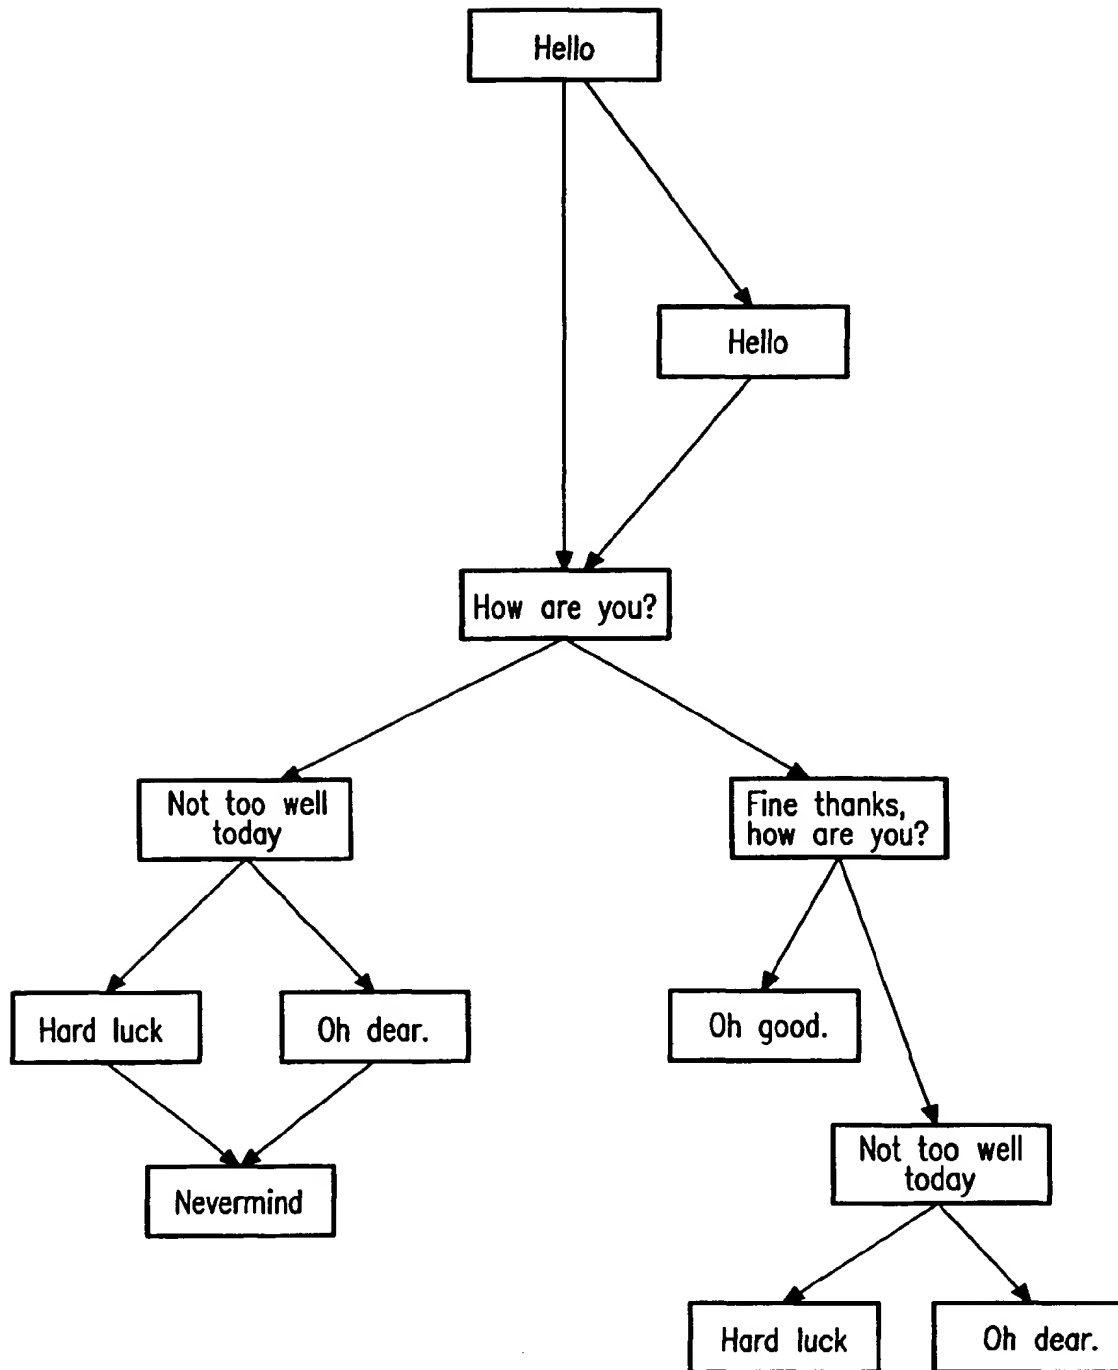 Hello
Hello
How are you?
Not too well
today
Fine thanks,
how are you?
Hard luck
Oh dear.
Oh good.
Nevermind
Not too well
today
Hard luck
Oh dear.